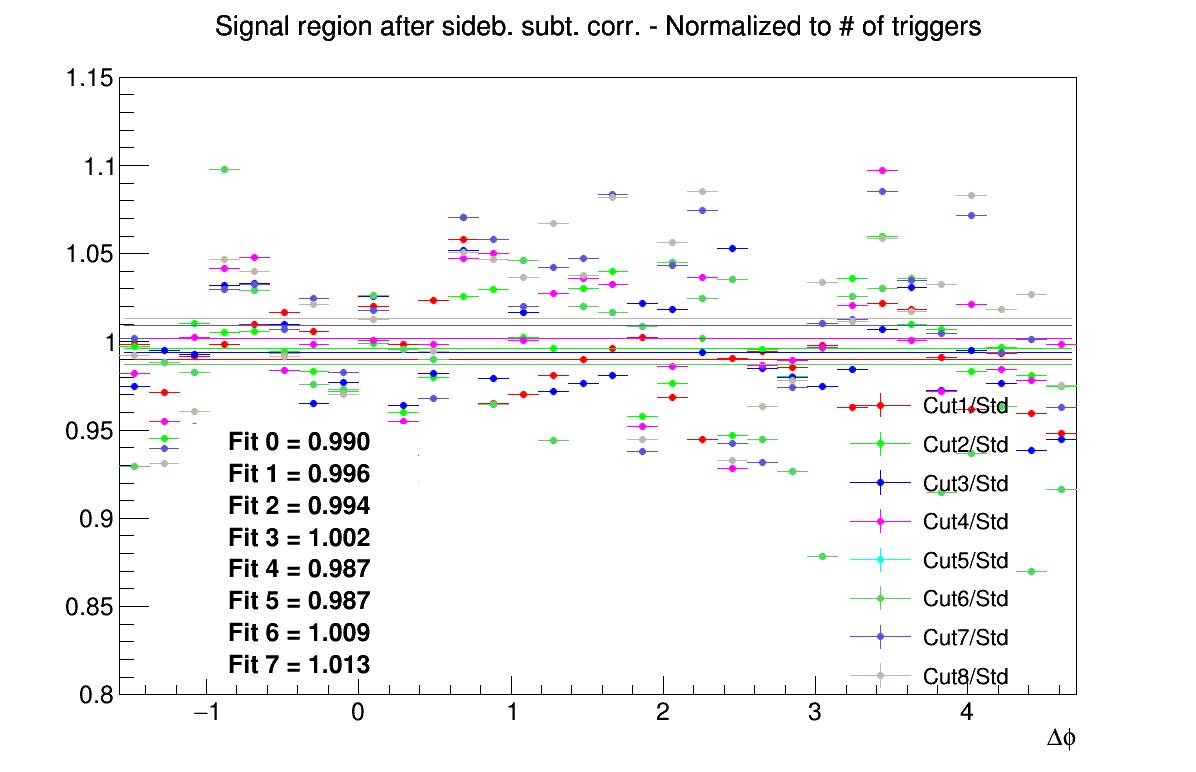 Signal region after sideb. subt. corr. - Normalized to # of triggers
1.15
1.1
1.05
1
0.95
0.9
0.85
0.8
Fit 0 = 0.990
Fit 1 = 0.996
Fit 2 = 0.994
Fit 3 = 1.002
Fit 4 = 0.987
Fit 5 = 0.987
Fit 6 = 1.009
Fit 7 = 1.013
Cut1/Std
Cut2/Std
Cut3/Std
Cut4/Std
Cut5/Std
Cut6/Std
Cut7/Std
Cut8/Std
−1 0 1 2 3 4
Δϕ